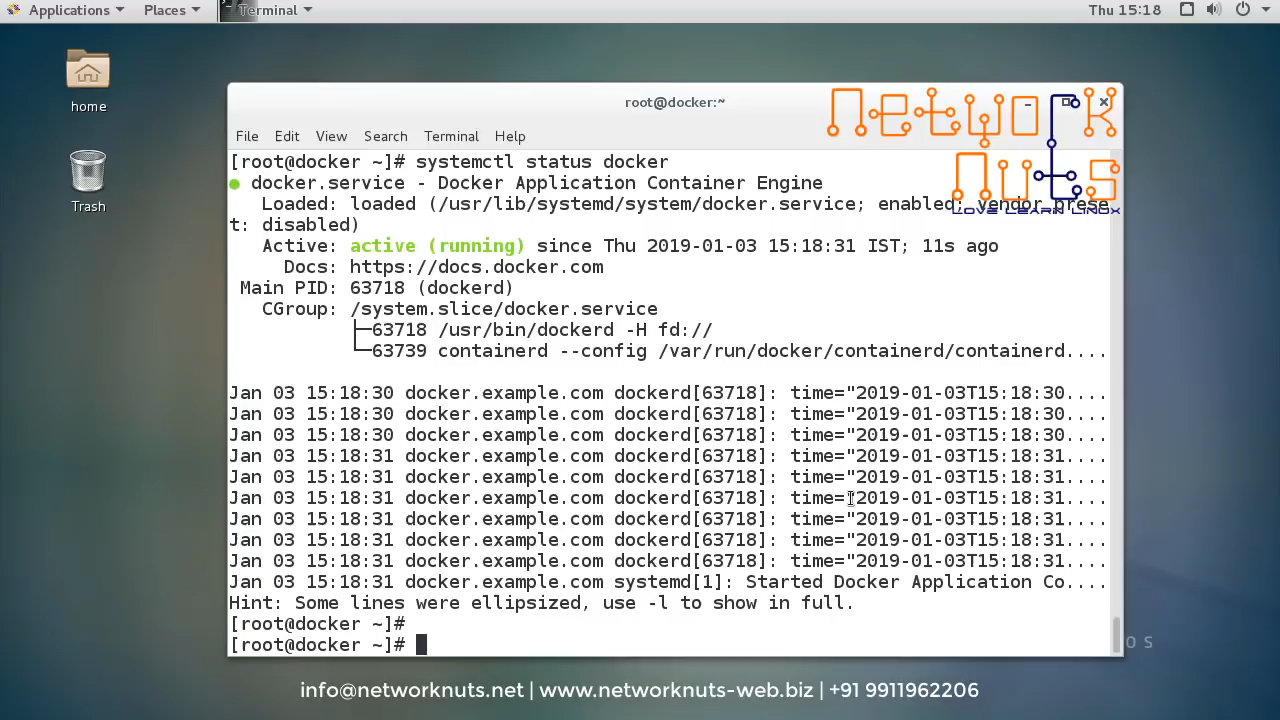 Applications Places Terminal Thu 15:18
home
Trash
root@docker:~
NETWORK
NUTS
LOVE LEARN LINUX
File Edit View Search Terminal Help
[root@docker ~]# systemctl status docker
● docker.service - Docker Application Container Engine
Loaded: loaded (/usr/lib/systemd/system/docker.service; enabled; vendor prese
t: disabled)
Active: active (running) since Thu 2019-01-03 15:18:31 IST; 11s ago
Docs: https://docs.docker.com
Main PID: 63718 (dockerd)
CGroup: /system.slice/docker.service
├─63718 /usr/bin/dockerd -H fd://
└─63739 containerd --config /var/run/docker/containerd/containerd....
Jan 03 15:18:30 docker.example.com dockerd[63718]: time="2019-01-03T15:18:30....
Jan 03 15:18:30 docker.example.com dockerd[63718]: time="2019-01-03T15:18:30....
Jan 03 15:18:30 docker.example.com dockerd[63718]: time="2019-01-03T15:18:30....
Jan 03 15:18:31 docker.example.com dockerd[63718]: time="2019-01-03T15:18:31....
Jan 03 15:18:31 docker.example.com dockerd[63718]: time="2019-01-03T15:18:31....
Jan 03 15:18:31 docker.example.com dockerd[63718]: time="2019-01-03T15:18:31....
Jan 03 15:18:31 docker.example.com dockerd[63718]: time="2019-01-03T15:18:31....
Jan 03 15:18:31 docker.example.com dockerd[63718]: time="2019-01-03T15:18:31....
Jan 03 15:18:31 docker.example.com dockerd[63718]: time="2019-01-03T15:18:31....
Jan 03 15:18:31 docker.example.com systemd[1]: Started Docker Application Co....
Hint: Some lines were ellipsized, use -l to show in full.
[root@docker ~]#
[root@docker ~]#
OS
info@networknuts.net | www.networknuts-web.biz | +91 9911962206